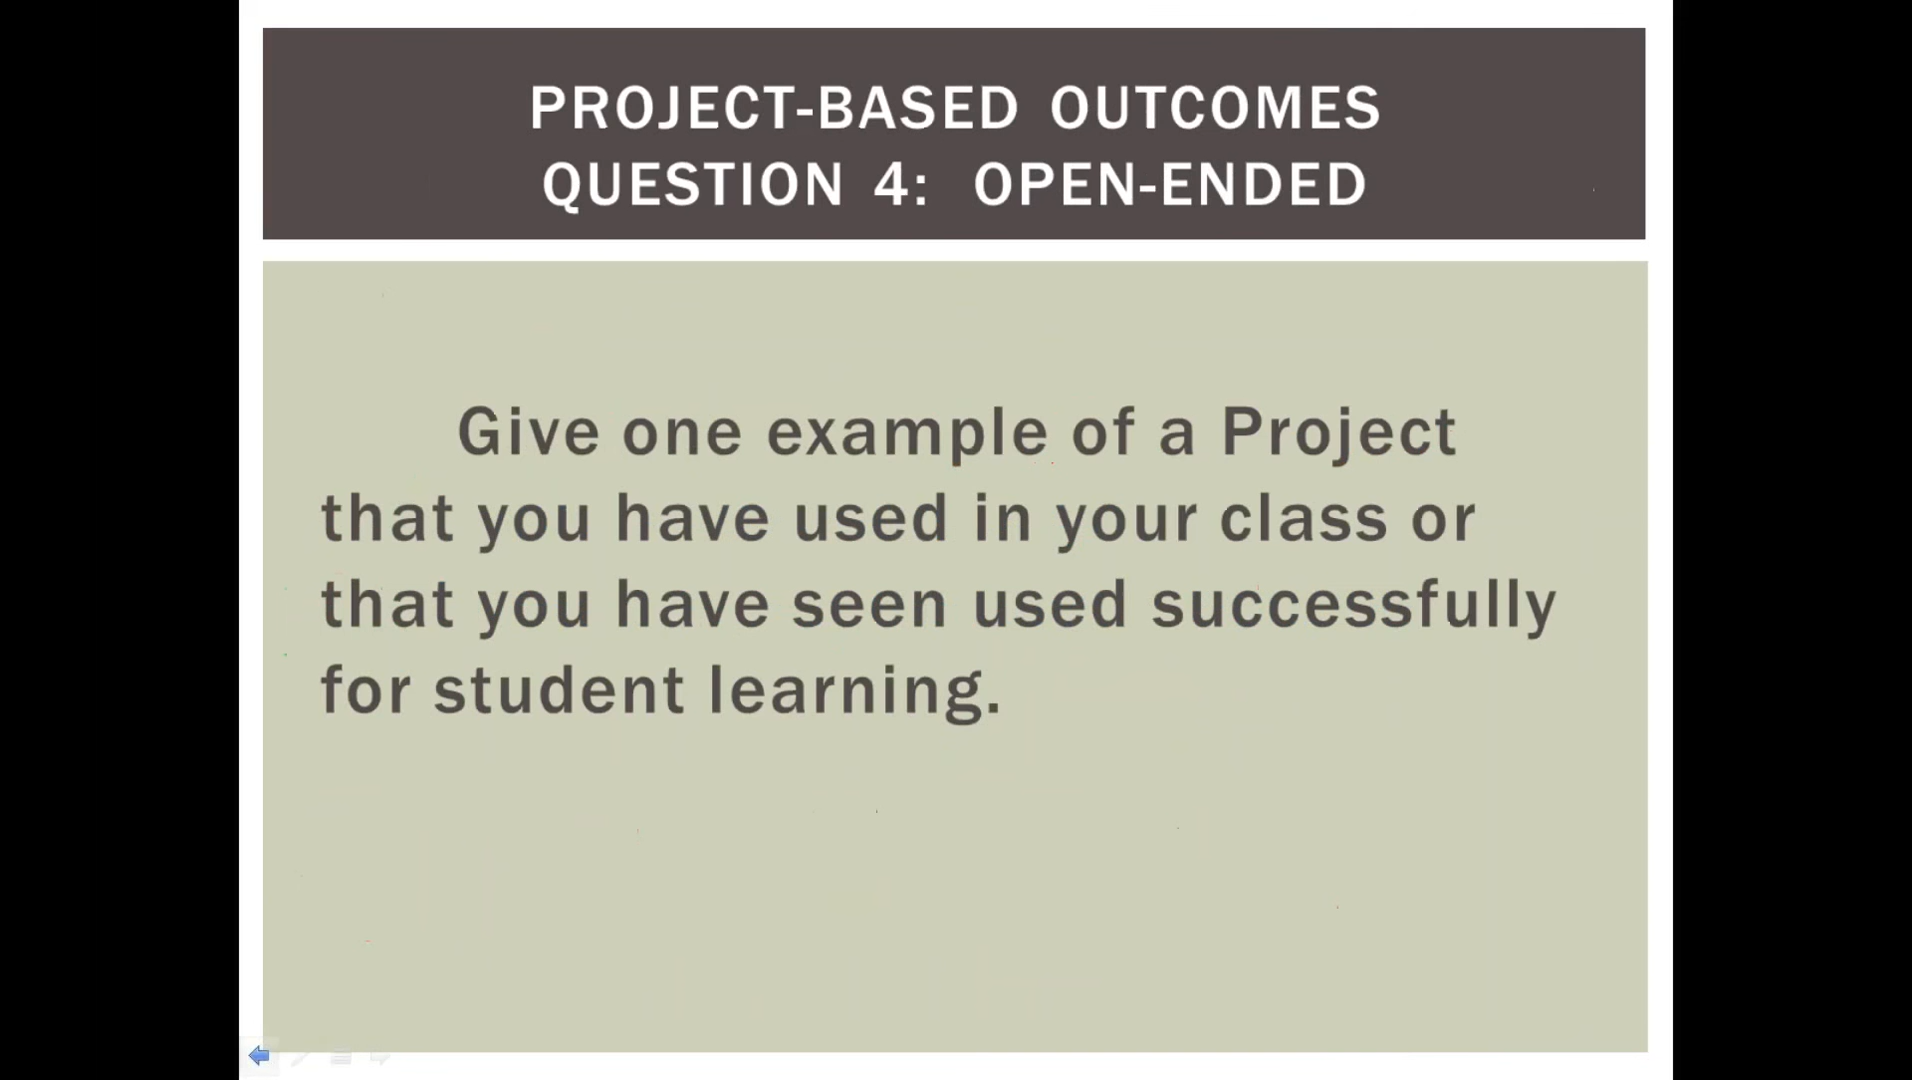 PROJECT-BASED OUTCOMES
QUESTION 4: OPEN-ENDED
Give one example of a Project
that you have used in your class or
that you have seen used successfully
for student learning.